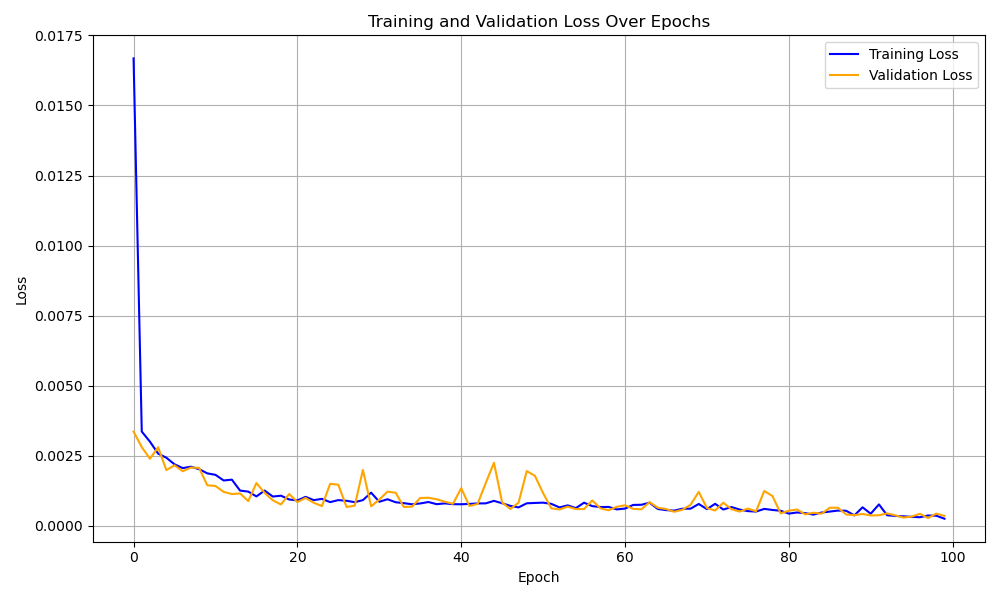 Training and Validation Loss Over Epochs
0.0175
0.0150
0.0125
0.0100
0.0075
0.0050
0.0025
0.0000
Loss
Training Loss
Validation Loss
0 20 40 60 80 100
Epoch